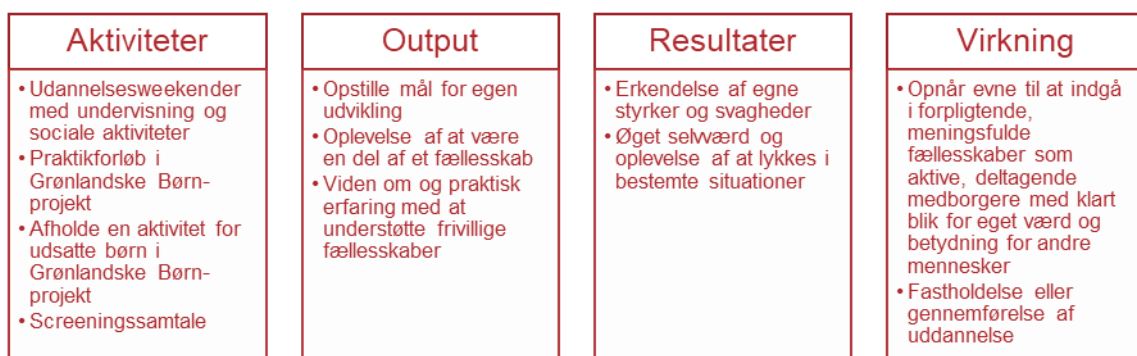 Aktiviteter
• Udannelsesweekender
med undervisning og
sociale aktiviteter
• Praktikforløb i
Grønlandske Børn-
projekt
• Afholde en aktivitet for
udsatte børn i
Grønlandske Børn-
projekt
• Screeningssamtale
Output
• Opstille mål for egen
udvikling
• Oplevelse af at være
en del af et fællesskab
• Viden om og praktisk
erfaring med at
understøtte frivillige
fællesskaber
Resultater
• Erkendelse af egne
styrker og svagheder
• Øget selvværd og
oplevelse af at lykkes i
bestemte situationer
Virkning
• Opnår evne til at indgå
i forpligtende,
meningsfulde
fællesskaber som
aktive, deltagende
medborgere med klart
blik for eget værd og
betydning for andre
mennesker
• Fastholdelse eller
gennemførelse af
uddannelse